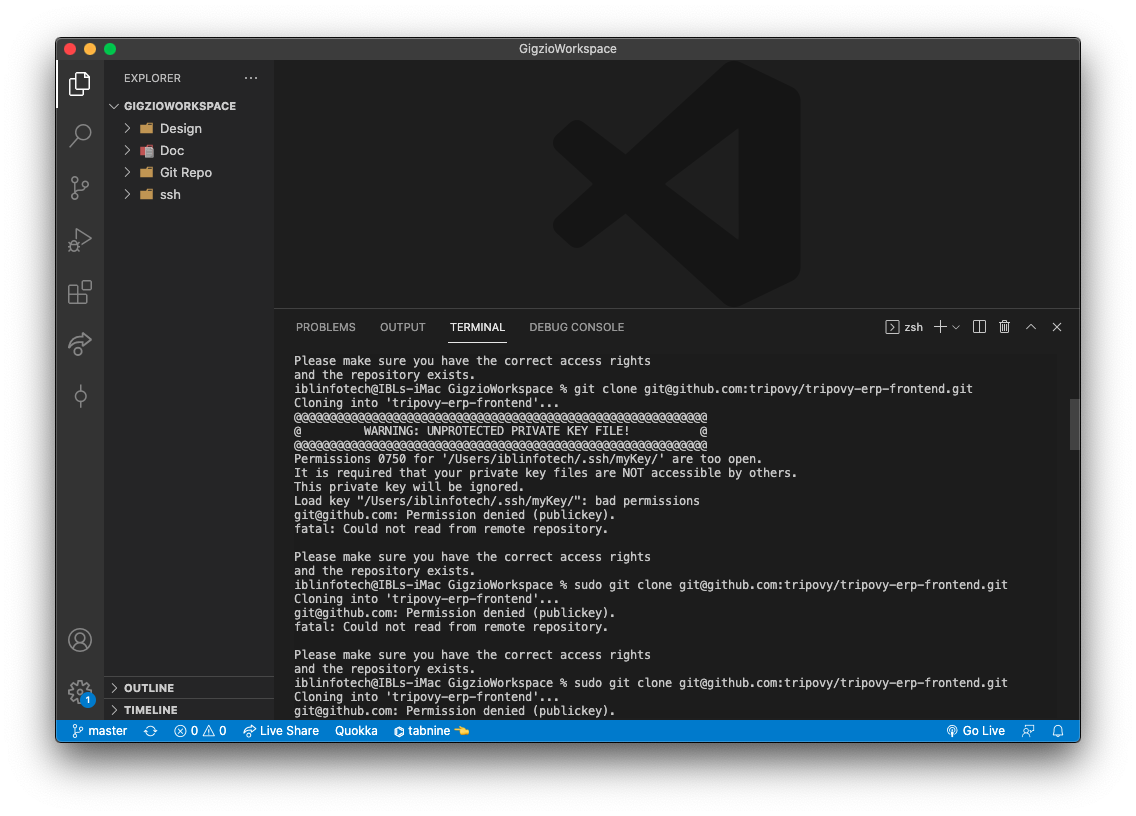 GigzioWorkspace
EXPLORER
GIGZIOWORKSPACE
Design
Doc
Git Repo
ssh
OUTLINE
TIMELINE
PROBLEMS OUTPUT TERMINAL DEBUG CONSOLE
zsh
Please make sure you have the correct access rights
and the repository exists.
iblinfotech@IBLs-iMac GigzioWorkspace % git clone git@github.com:tripovy/tripovy-erp-frontend.git
Cloning into 'tripovy-erp-frontend'...
@@@@@@@@@@@@@@@@@@@@@@@@@@@@@@@@@@@@@@@@@@@@@@@@@@@@@@@@@@@
@         WARNING: UNPROTECTED PRIVATE KEY FILE!          @
@@@@@@@@@@@@@@@@@@@@@@@@@@@@@@@@@@@@@@@@@@@@@@@@@@@@@@@@@@@
Permissions 0750 for '/Users/iblinfotech/.ssh/myKey/' are too open.
It is required that your private key files are NOT accessible by others.
This private key will be ignored.
Load key "/Users/iblinfotech/.ssh/myKey/": bad permissions
git@github.com: Permission denied (publickey).
fatal: Could not read from remote repository.
Please make sure you have the correct access rights
and the repository exists.
iblinfotech@IBLs-iMac GigzioWorkspace % sudo git clone git@github.com:tripovy/tripovy-erp-frontend.git
Cloning into 'tripovy-erp-frontend'...
git@github.com: Permission denied (publickey).
fatal: Could not read from remote repository.
Please make sure you have the correct access rights
and the repository exists.
iblinfotech@IBLs-iMac GigzioWorkspace % sudo git clone git@github.com:tripovy/tripovy-erp-frontend.git
Cloning into 'tripovy-erp-frontend'...
git@github.com: Permission denied (publickey).
1
master 0 0 Live Share Quokka tabnine Go Live